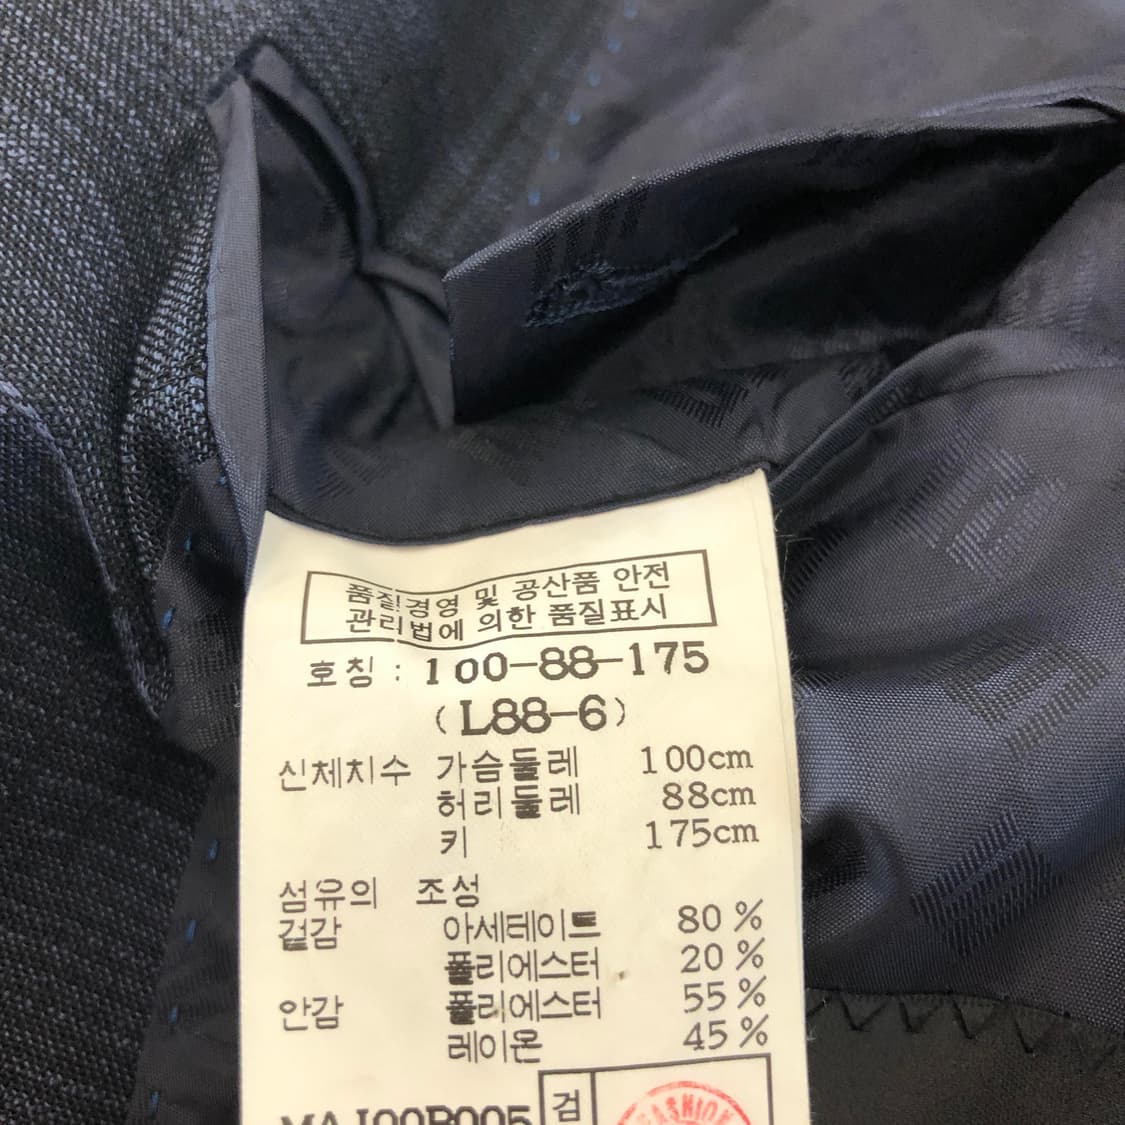 품질경영 및 공산품 안전
관리법에 의한 품질표시
호칭 : 100-88-175
(L88-6)
신체치수 가슴둘레 100cm
허리둘레 88cm
키 175cm
섬유의 조성
겉감 아세테이트 80 %
폴리에스터 20 %
안감 폴리에스터 55 %
레이온 45 %
검
FASHION